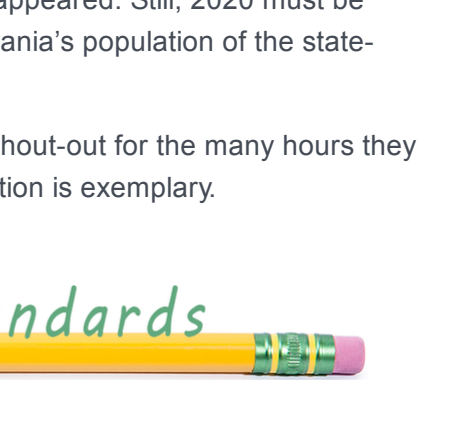 appeared. Still, 2020 must be
ania’s population of the state-
hout-out for the many hours they
tion is exemplary.
ndards